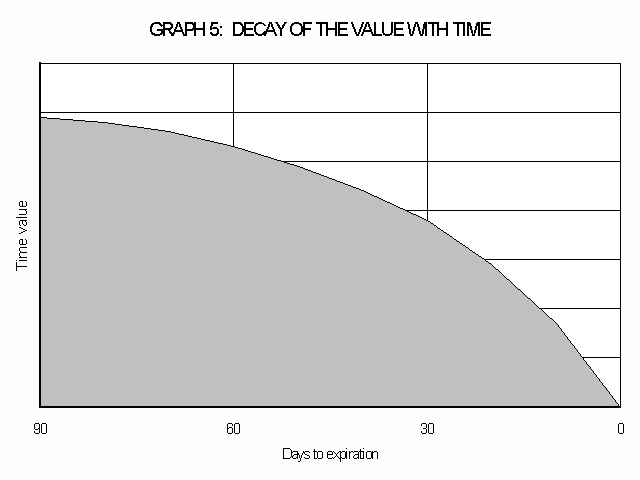 GRAPH 5: DECAY OF THE VALUE WITH TIME
Time value
90 60 30 0
Days to expiration